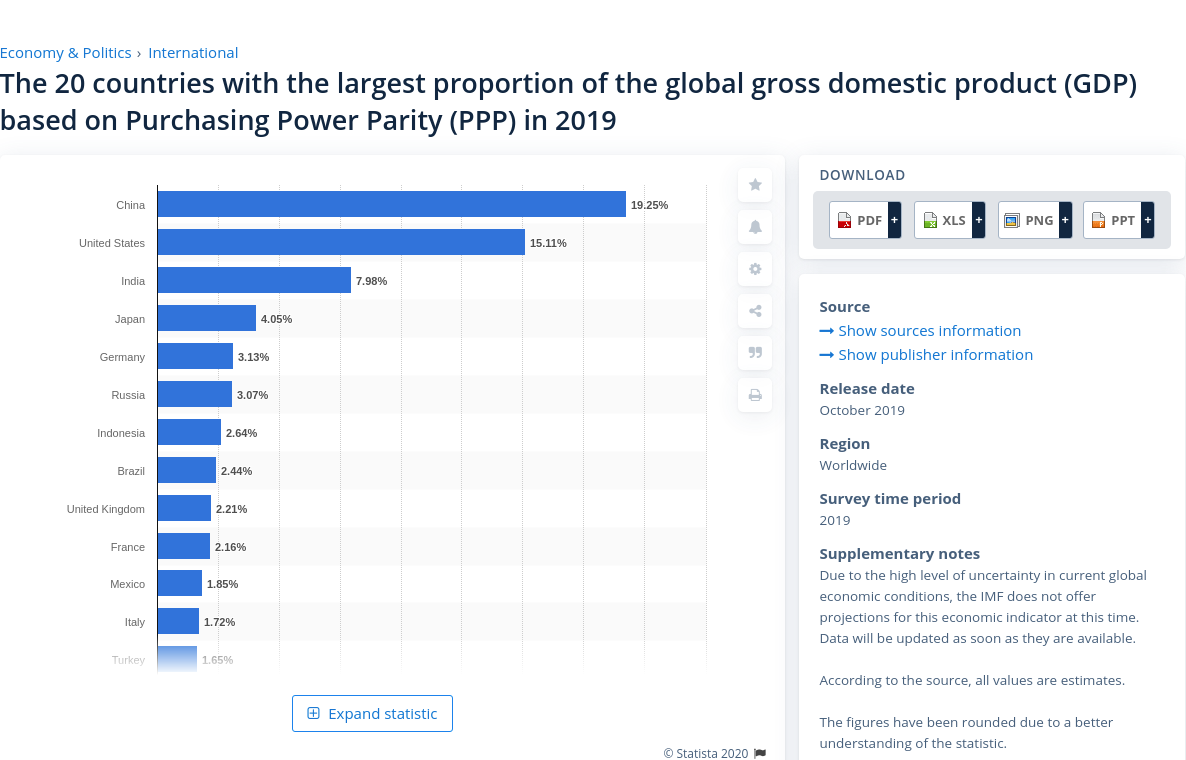 Economy & Politics › International
The 20 countries with the largest proportion of the global gross domestic product (GDP)
based on Purchasing Power Parity (PPP) in 2019
China 19.25%
United States 15.11%
India 7.98%
Japan 4.05%
Germany 3.13%
Russia 3.07%
Indonesia 2.64%
Brazil 2.44%
United Kingdom 2.21%
France 2.16%
Mexico 1.85%
Italy 1.72%
Turkey 1.65%
Expand statistic
© Statista 2020
DOWNLOAD
PDF + XLS + PNG + PPT +
Source
Show sources information
Show publisher information
Release date
October 2019
Region
Worldwide
Survey time period
2019
Supplementary notes
Due to the high level of uncertainty in current global
economic conditions, the IMF does not offer
projections for this economic indicator at this time.
Data will be updated as soon as they are available.
According to the source, all values are estimates.
The figures have been rounded due to a better
understanding of the statistic.